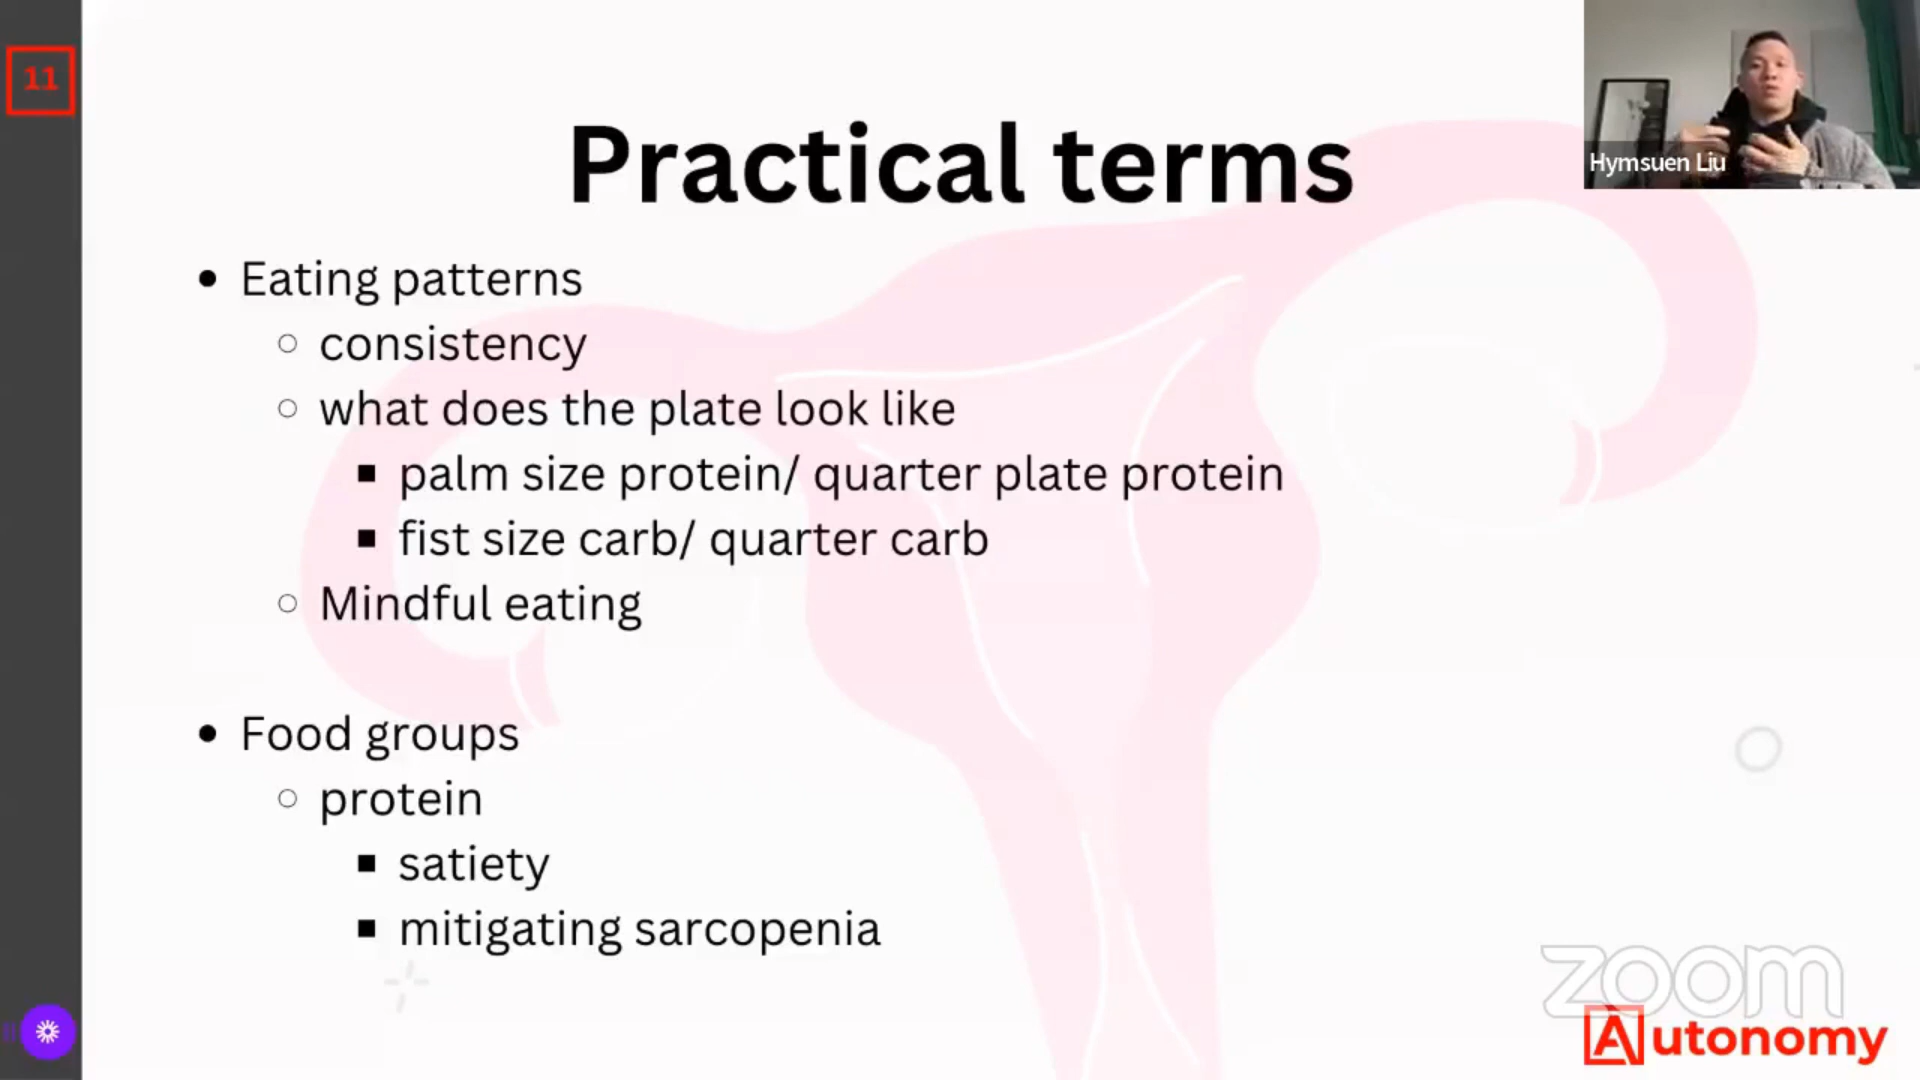 11
Hymsuen Liu
Practical terms
• Eating patterns
○ consistency
○ what does the plate look like
▪ palm size protein/ quarter plate protein
▪ fist size carb/ quarter carb
○ Mindful eating
• Food groups
○ protein
▪ satiety
▪ mitigating sarcopenia
zoom
Autonomy